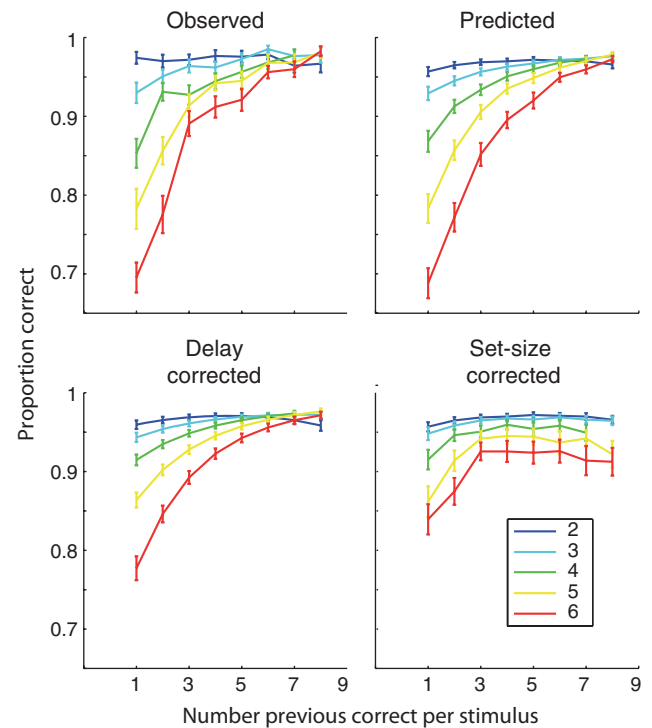 Observed
Predicted
1
0.9
0.8
0.7
Delay
corrected
Set-size
corrected
1
0.9
0.8
0.7
1 3 5 7 9
1 3 5 7 9
2
3
4
5
6
Proportion correct
Number previous correct per stimulus